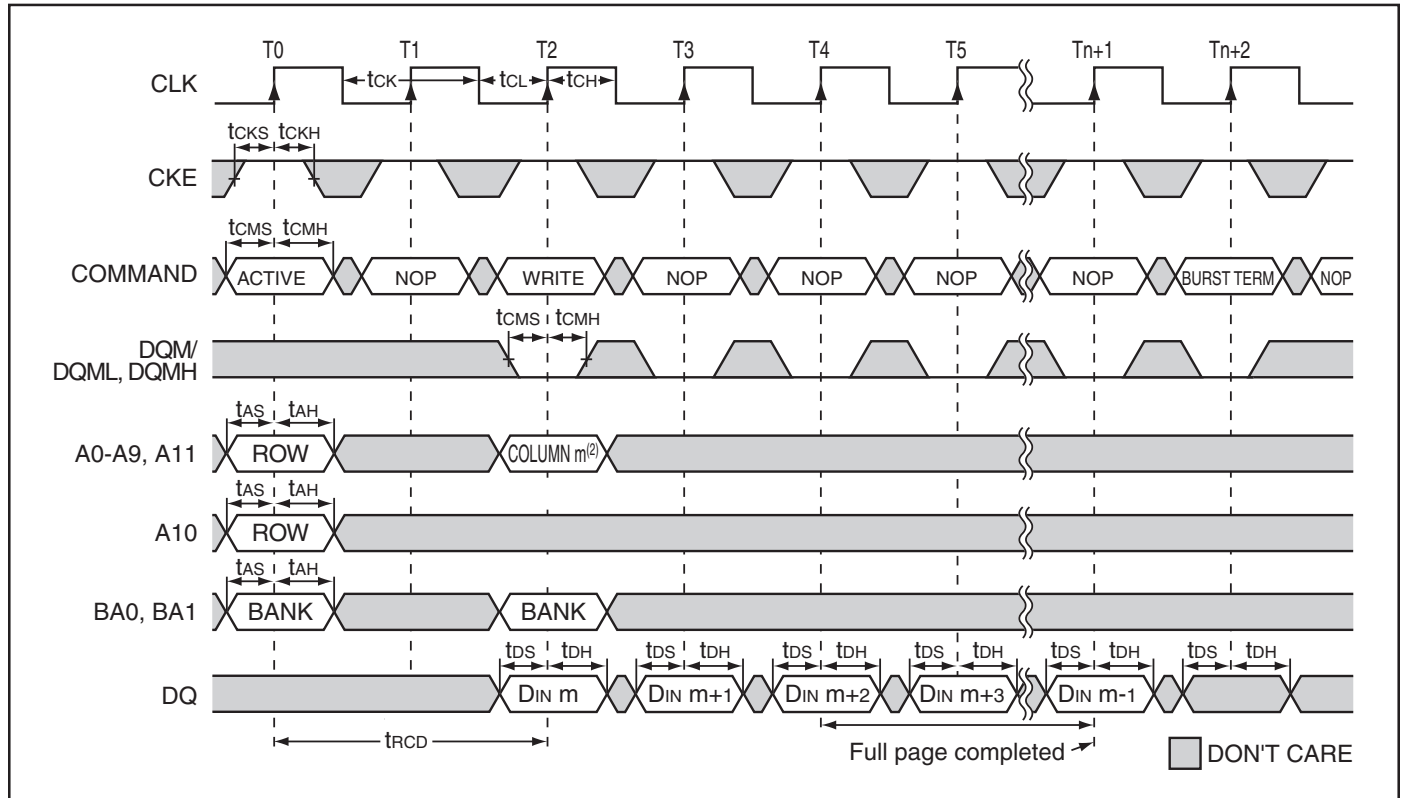 T0 T1 T2 T3 T4 T5 Tn+1 Tn+2
CLK tCK tCL tCH
tCKS tCKH
CKE
tCMS tCMH
COMMAND ACTIVE NOP WRITE NOP NOP NOP NOP BURST TERM NOP
tCMS tCMH
DQM/
DQML, DQMH
tAS tAH
A0-A9, A11 ROW COLUMN m(2)
tAS tAH
A10 ROW
tAS tAH
BA0, BA1 BANK BANK
tDS tDH tDS tDH tDS tDH tDS tDH tDS tDH tDS tDH
DQ DIN m DIN m+1 DIN m+2 DIN m+3 DIN m-1
tRCD
Full page completed
DON'T CARE